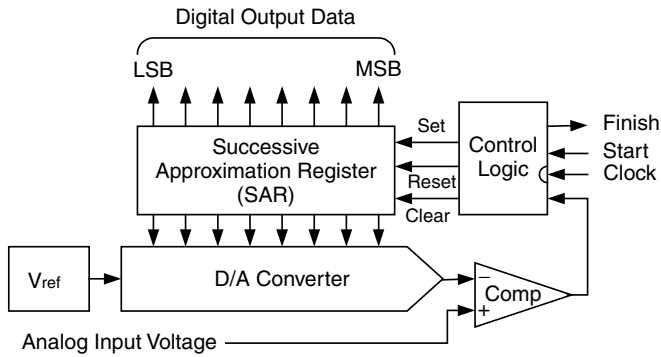 Digital Output Data
LSB
MSB
Successive
Approximation Register
(SAR)
Set
Reset
Clear
Control
Logic
Finish
Start
Clock
Vref
D/A Converter
−
Comp
+
Analog Input Voltage